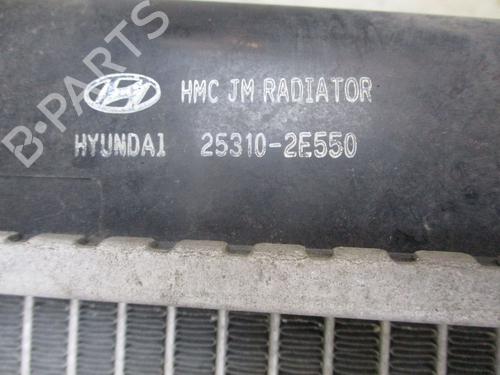 B-PARTS
HMC JM RADIATOR
HYUNDAI 25310-2E550